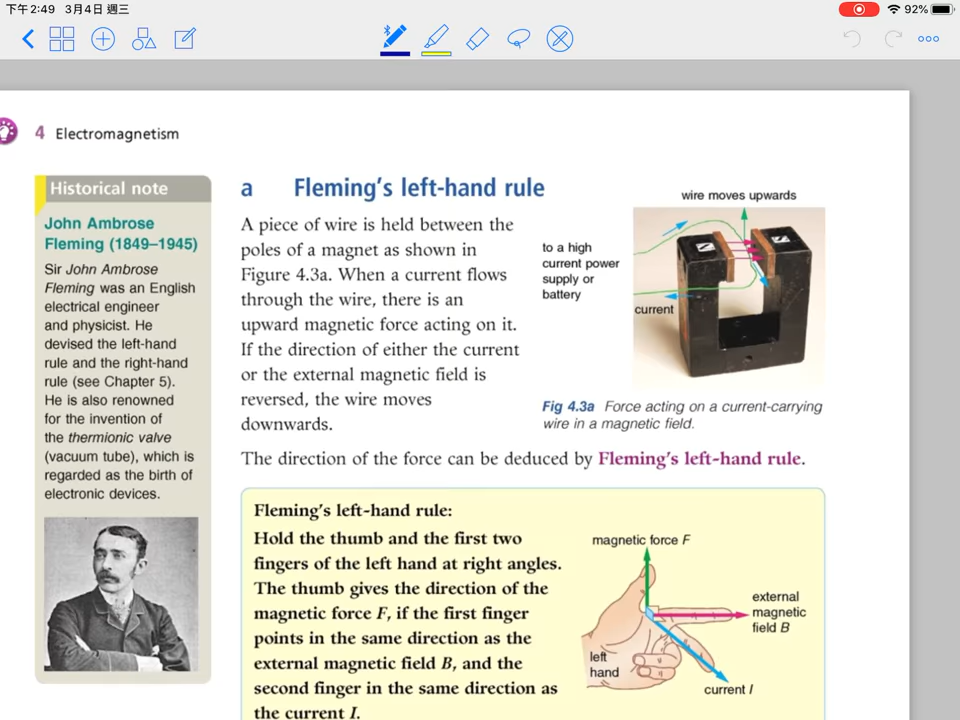 下午2:49 3月4日 週三
92%
4 Electromagnetism
Historical note
John Ambrose
Fleming (1849–1945)
Sir John Ambrose
Fleming was an English
electrical engineer
and physicist. He
devised the left-hand
rule and the right-hand
rule (see Chapter 5).
He is also renowned
for the invention of
the thermionic valve
(vacuum tube), which is
regarded as the birth of
electronic devices.
a Fleming's left-hand rule
A piece of wire is held between the
poles of a magnet as shown in
Figure 4.3a. When a current flows
through the wire, there is an
upward magnetic force acting on it.
If the direction of either the current
or the external magnetic field is
reversed, the wire moves
downwards.
wire moves upwards
to a high
current power
supply or
battery
current
N
Fig 4.3a Force acting on a current-carrying
wire in a magnetic field.
The direction of the force can be deduced by Fleming's left-hand rule.
Fleming's left-hand rule:
Hold the thumb and the first two
fingers of the left hand at right angles.
The thumb gives the direction of the
magnetic force F, if the first finger
points in the same direction as the
external magnetic field B, and the
second finger in the same direction as
the current I.
magnetic force F
external
magnetic
field B
left
hand
current I